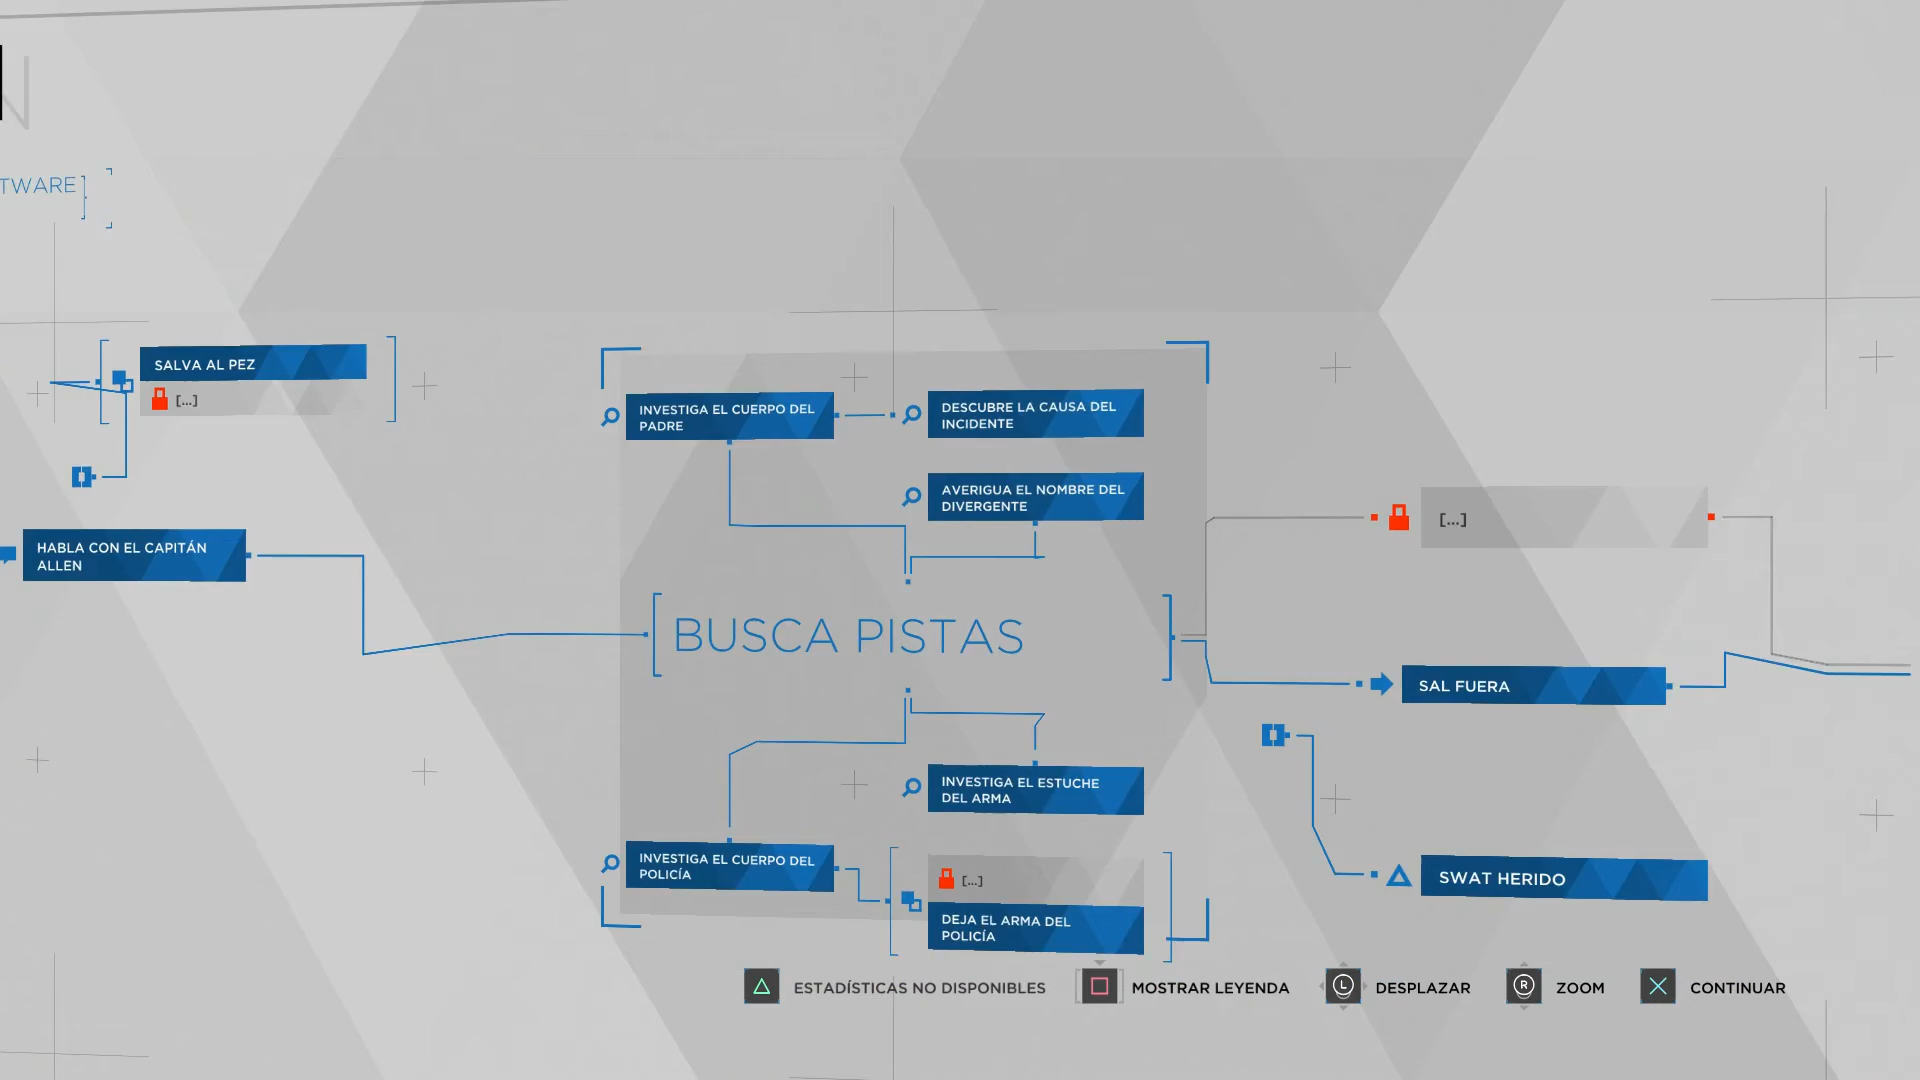 N
TWARE
SALVA AL PEZ
[...]
HABLA CON EL CAPITÁN
ALLEN
INVESTIGA EL CUERPO DEL
PADRE
DESCUBRE LA CAUSA DEL
INCIDENTE
AVERIGUA EL NOMBRE DEL
DIVERGENTE
BUSCA PISTAS
INVESTIGA EL ESTUCHE
DEL ARMA
INVESTIGA EL CUERPO DEL
POLICÍA
[...]
DEJA EL ARMA DEL
POLICÍA
[...]
SAL FUERA
SWAT HERIDO
ESTADÍSTICAS NO DISPONIBLES
MOSTRAR LEYENDA
L
DESPLAZAR
R
ZOOM
CONTINUAR